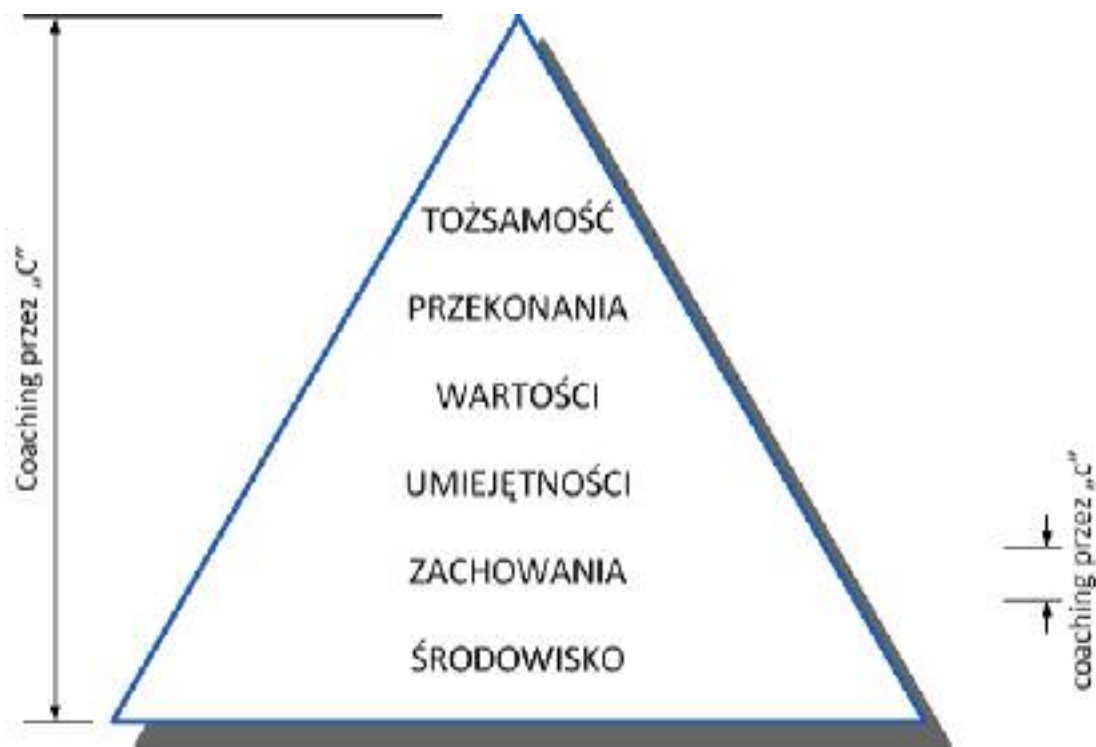 Coaching przez „C”
TOŻSAMOŚĆ
PRZEKONANIA
WARTOŚCI
UMIEJĘTNOŚCI
ZACHOWANIA
ŚRODOWISKO
coaching przez „c”